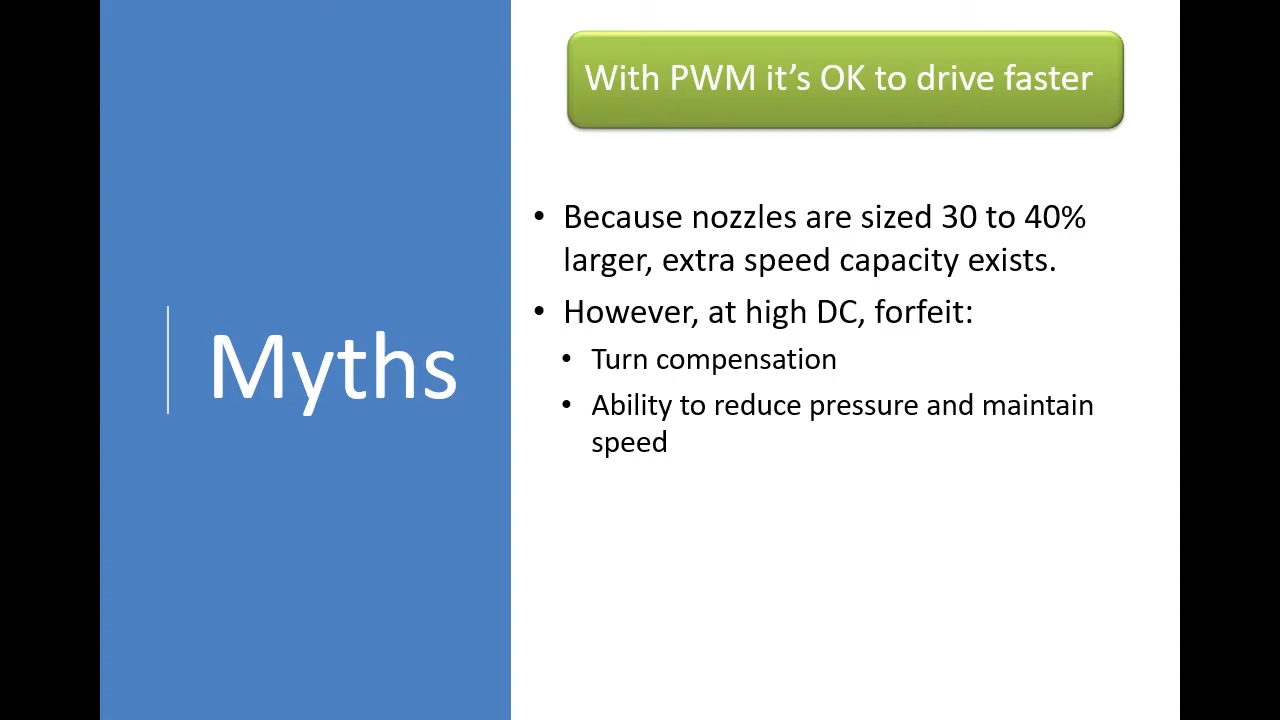 Myths
With PWM it’s OK to drive faster
• Because nozzles are sized 30 to 40%
larger, extra speed capacity exists.
• However, at high DC, forfeit:
• Turn compensation
• Ability to reduce pressure and maintain
speed